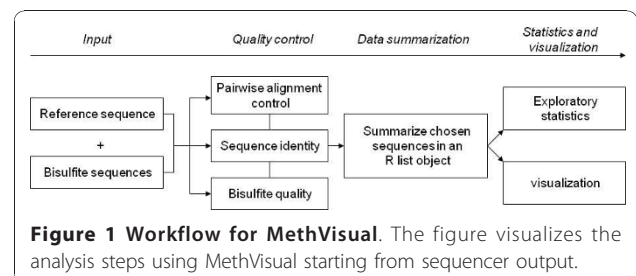 Input
Quality control
Data summarization
Statistics and
visualization
Reference sequence
+
Bisulfite sequences
Pairwise alignment
control
Sequence identity
Bisulfite quality
Summarize chosen
sequences in an
R list object
Exploratory
statistics
visualization
Figure 1 Workflow for MethVisual. The figure visualizes the
analysis steps using MethVisual starting from sequencer output.